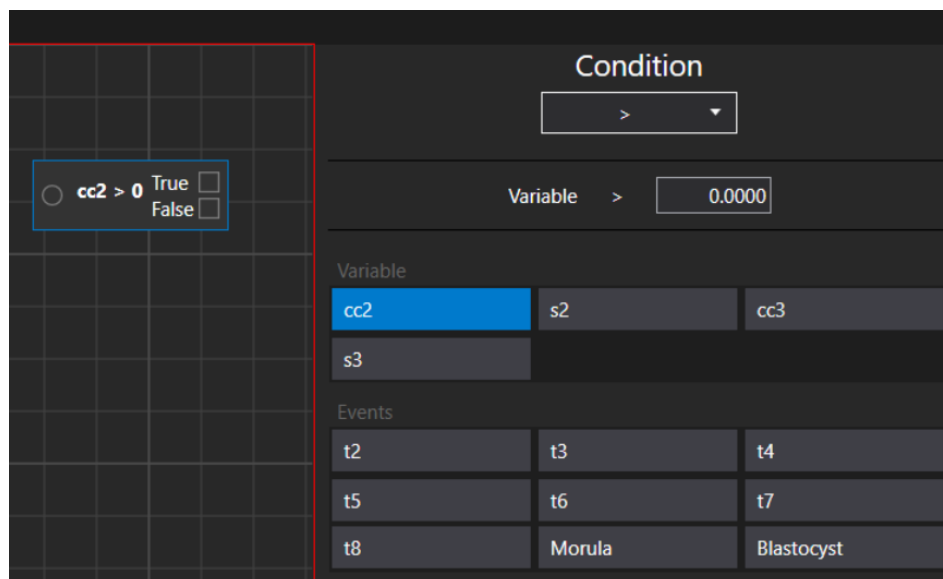 Condition
>
cc2 > 0 True
False
Variable > 0.0000
Variable
cc2 s2 cc3
s3
Events
t2 t3 t4
t5 t6 t7
t8 Morula Blastocyst